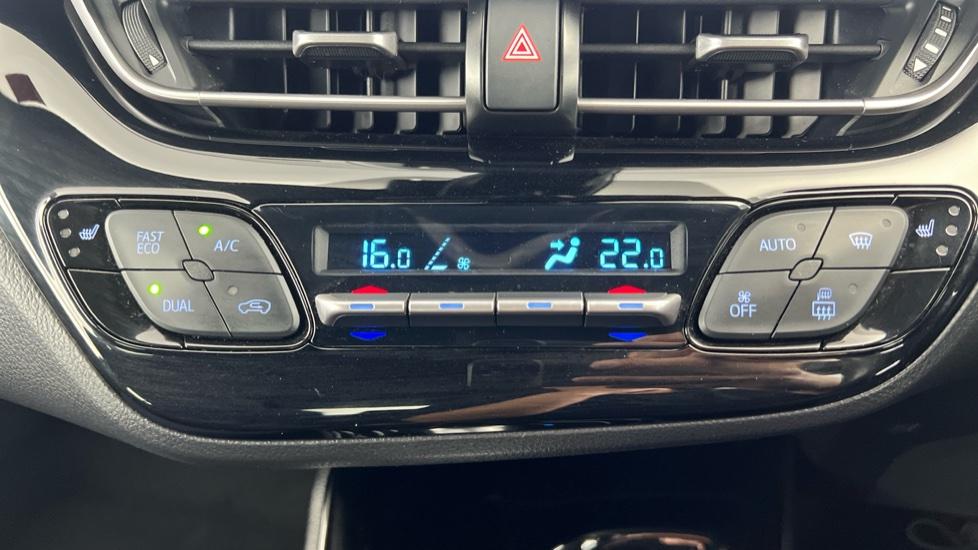 FAST
ECO
A/C
DUAL
16.0
22.0
AUTO
OFF